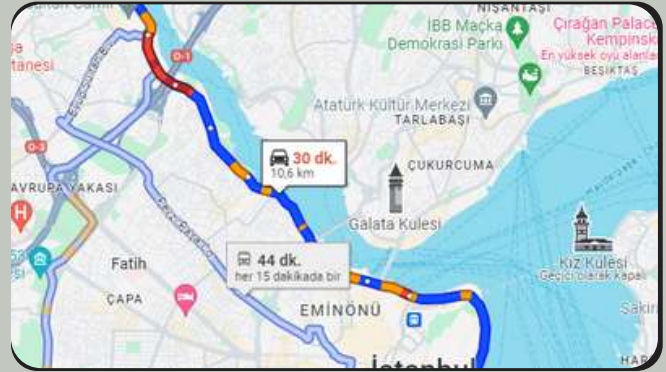 NİŞANTAŞI
İBB Maçka
Demokrasi Parkı
Çırağan Palace
Kempinsk
En yüksek oyu alanlar
BEŞİKTAŞ
O-1
tanesi
Atatürk Kültür Merkezi
TARLABAŞI
O-3
30 dk.
10,6 km
ÇUKURCUMA
AVRUPA YAKASI
H
Galata Kulesi
44 dk.
her 15 dakikada bir
Kız Kulesi
Geçici olarak kapalı
Fatih
ÇAPA
EMİNÖNÜ
İstanbul